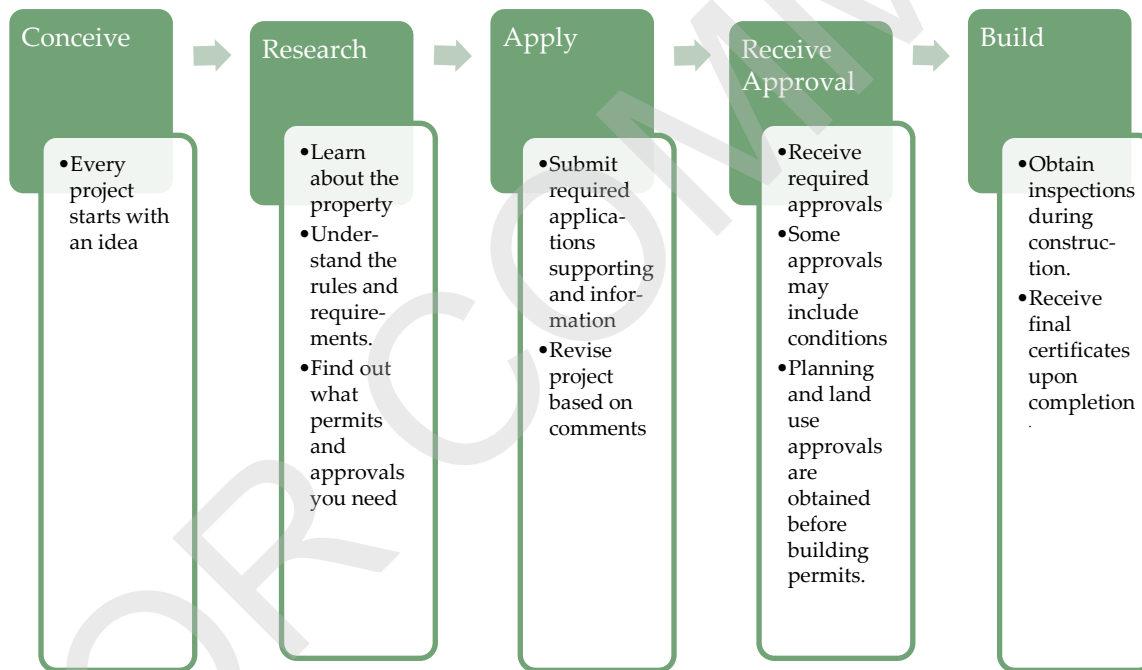 Conceive
•Every
project
starts with
an idea
Research
•Learn
about the
property
•Under-
stand the
rules and
require-
ments.
•Find out
what
permits
and
approvals
you need
Apply
•Submit
required
applica-
tions
supporting
and infor-
mation
•Revise
project
based on
comments
Receive
Approval
•Receive
required
approvals
•Some
approvals
may
include
conditions
•Planning
and land
use
approvals
are
obtained
before
building
permits.
Build
•Obtain
inspections
during
construc-
tion.
•Receive
final
certificates
upon
completion
.
OR COMM